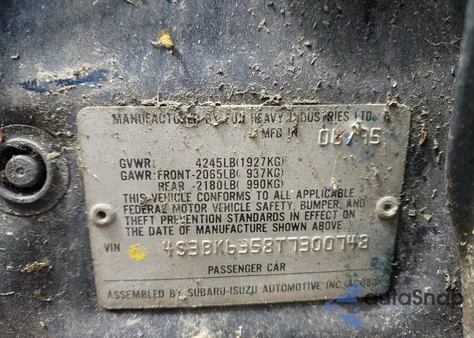 MANUFACTURED BY FUJI HEAVY INDUSTRIES LTD.
MFD IN 06/95
GVWR: 4245LB(1927KG)
GAWR:FRONT-2065LB( 937KG)
REAR -2180LB( 990KG)
THIS VEHICLE CONFORMS TO ALL APPLICABLE
FEDERAL MOTOR VEHICLE SAFETY, BUMPER, AND
THEFT PREVENTION STANDARDS IN EFFECT ON
THE DATE OF MANUFACTURE SHOWN ABOVE.
VIN 4S3BK6358T7300743
PASSENGER CAR
ASSEMBLED BY SUBARU-ISUZU AUTOMOTIVE INC.
autoSnap